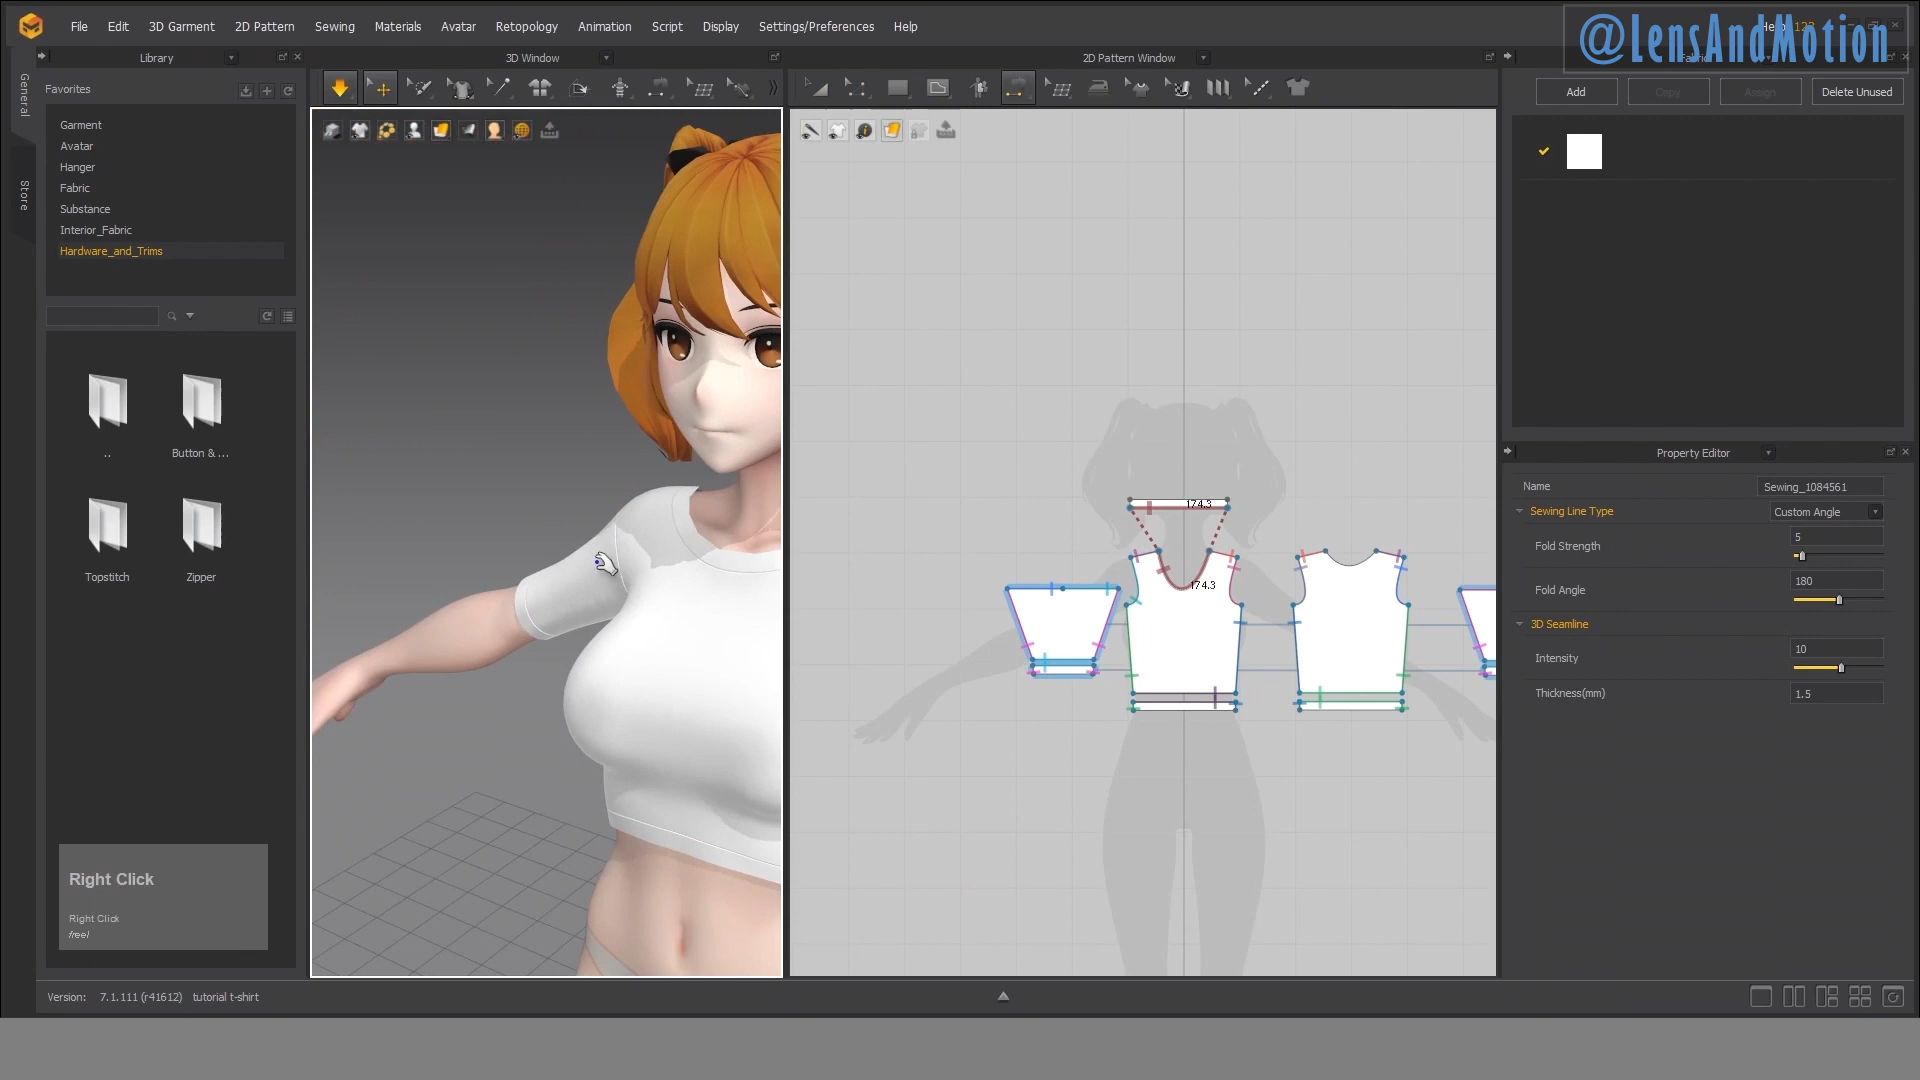 File Edit 3D Garment 2D Pattern Sewing Materials Avatar Retopology Animation Script Display Settings/Preferences Help
@LensAndMotion
General
Store
Library
Favorites
Garment
Avatar
Hanger
Fabric
Substance
Interior_Fabric
Hardware_and_Trims
..
Button & ...
Topstitch
Zipper
Right Click
Right Click
free!
3D Window
2D Pattern Window
174.3
174.3
Add Copy Assign Delete Unused
Property Editor
Name Sewing_1084561
Sewing Line Type Custom Angle
Fold Strength 5
Fold Angle 180
3D Seamline
Intensity 10
Thickness(mm) 1.5
Version: 7.1.111 (r41612) tutorial t-shirt